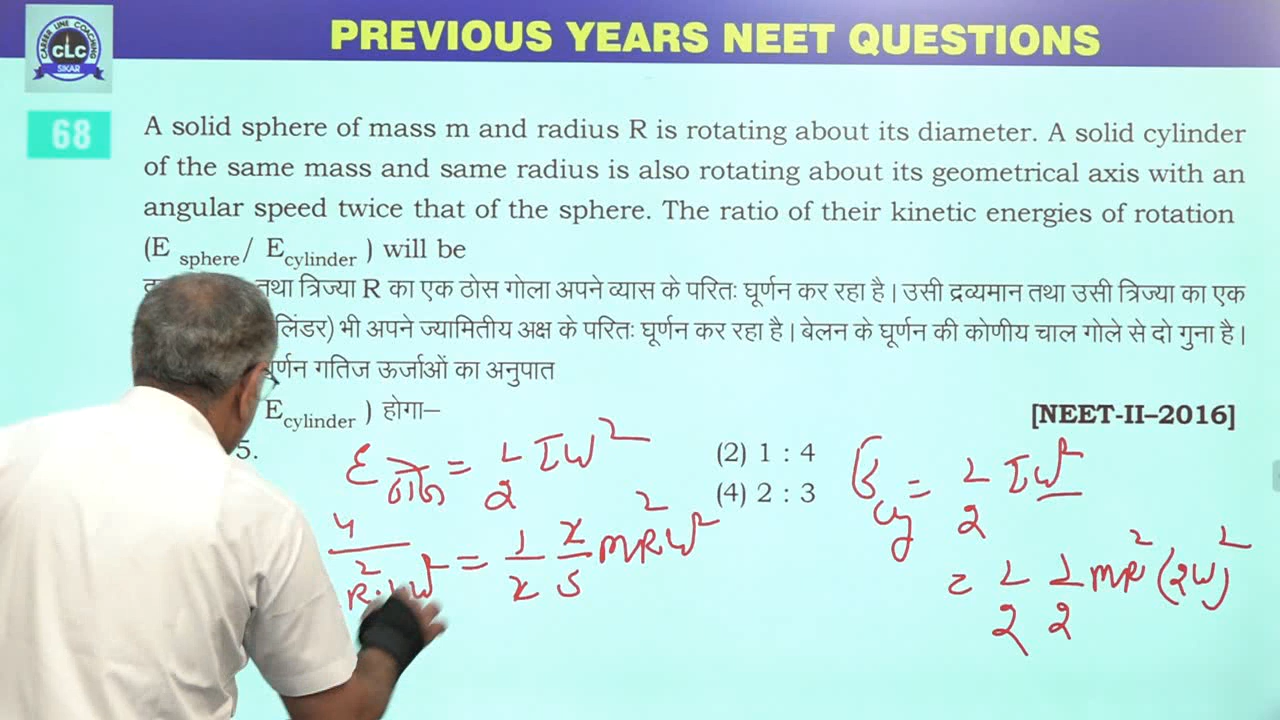 PREVIOUS YEARS NEET QUESTIONS
CAREER LINE COACHING
CLC
SIKAR
68
A solid sphere of mass m and radius R is rotating about its diameter. A solid cylinder
of the same mass and same radius is also rotating about its geometrical axis with an
angular speed twice that of the sphere. The ratio of their kinetic energies of rotation
(E sphere/ Ecylinder ) will be
तथा त्रिज्या R का एक ठोस गोला अपने व्यास के परितः घूर्णन कर रहा है। उसी द्रव्यमान तथा उसी त्रिज्या का एक
लिंडर) भी अपने ज्यामितीय अक्ष के परितः घूर्णन कर रहा है। बेलन के घूर्णन की कोणीय चाल गोले से दो गुना है।
घूर्णन गतिज ऊर्जाओं का अनुपात
Ecylinder ) होगा–
[NEET-II–2016]
5.
(2) 1 : 4
(4) 2 : 3
= 1/2 Iω²
= 1/2 2/5 MR²ω²
Ecy = 1/2 Iω²
= 1/2 1/2 MR² (2ω)²